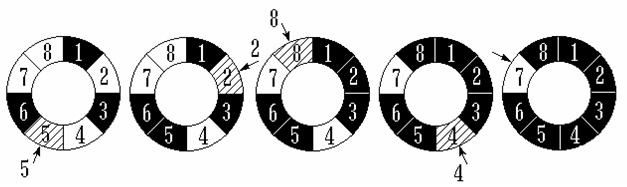 8
2
8 1 8 1 8 1 8 1 8 1
7 2 7 2 7 2 7 2 7 2
6 3 6 3 6 3 6 3 6 3
5 4 5 4 5 4 5 4 5 4
5 4